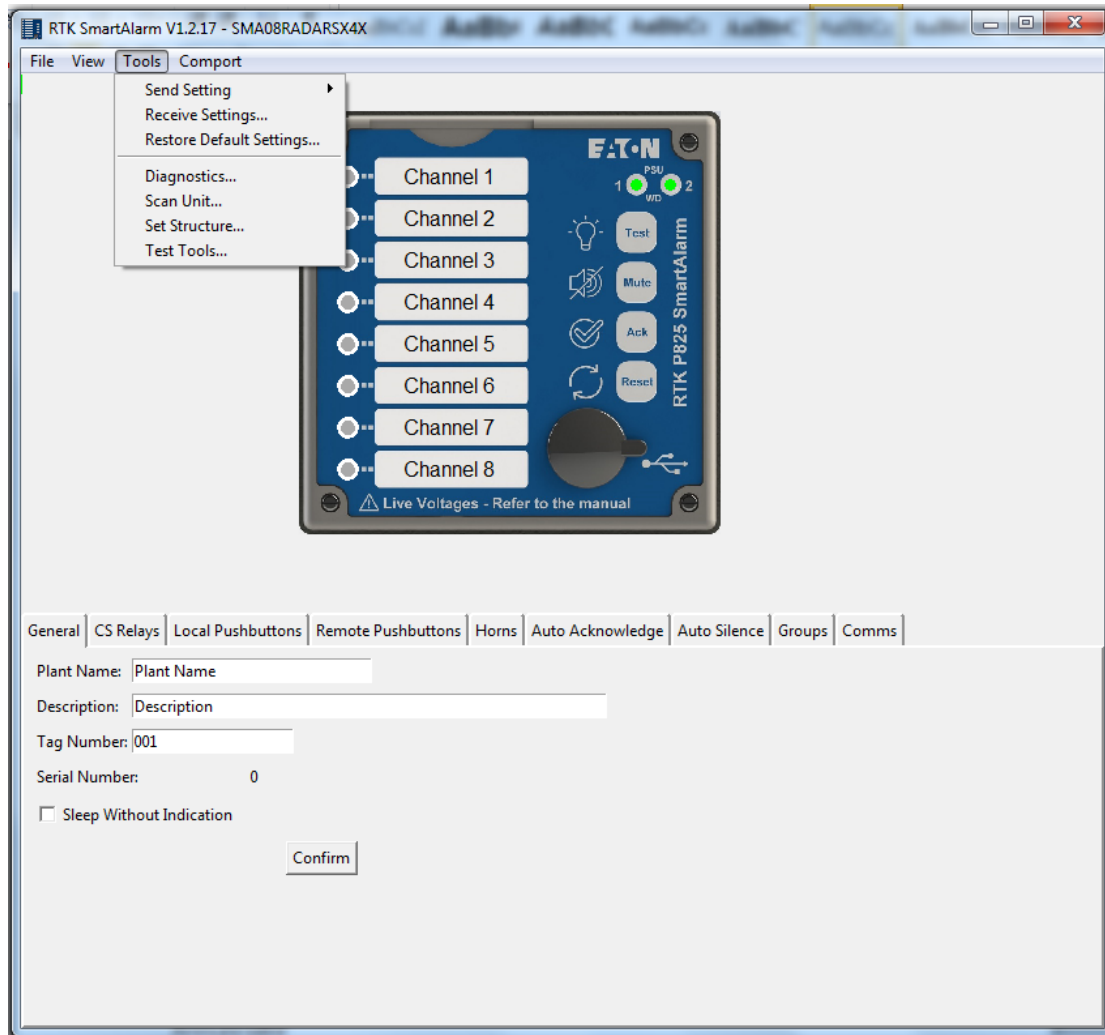 RTK SmartAlarm V1.2.17 - SMA08RADARSX4X
File View Tools Comport
Send Setting
Receive Settings...
Restore Default Settings...
Diagnostics...
Scan Unit...
Set Structure...
Test Tools...
EATON
PSU
1 2
WD
Channel 1
Channel 2
Channel 3
Channel 4
Channel 5
Channel 6
Channel 7
Channel 8
Test
Mute
Ack
Reset
RTK P825 SmartAlarm
Live Voltages - Refer to the manual
General CS Relays Local Pushbuttons Remote Pushbuttons Horns Auto Acknowledge Auto Silence Groups Comms
Plant Name: Plant Name
Description: Description
Tag Number: 001
Serial Number: 0
Sleep Without Indication
Confirm